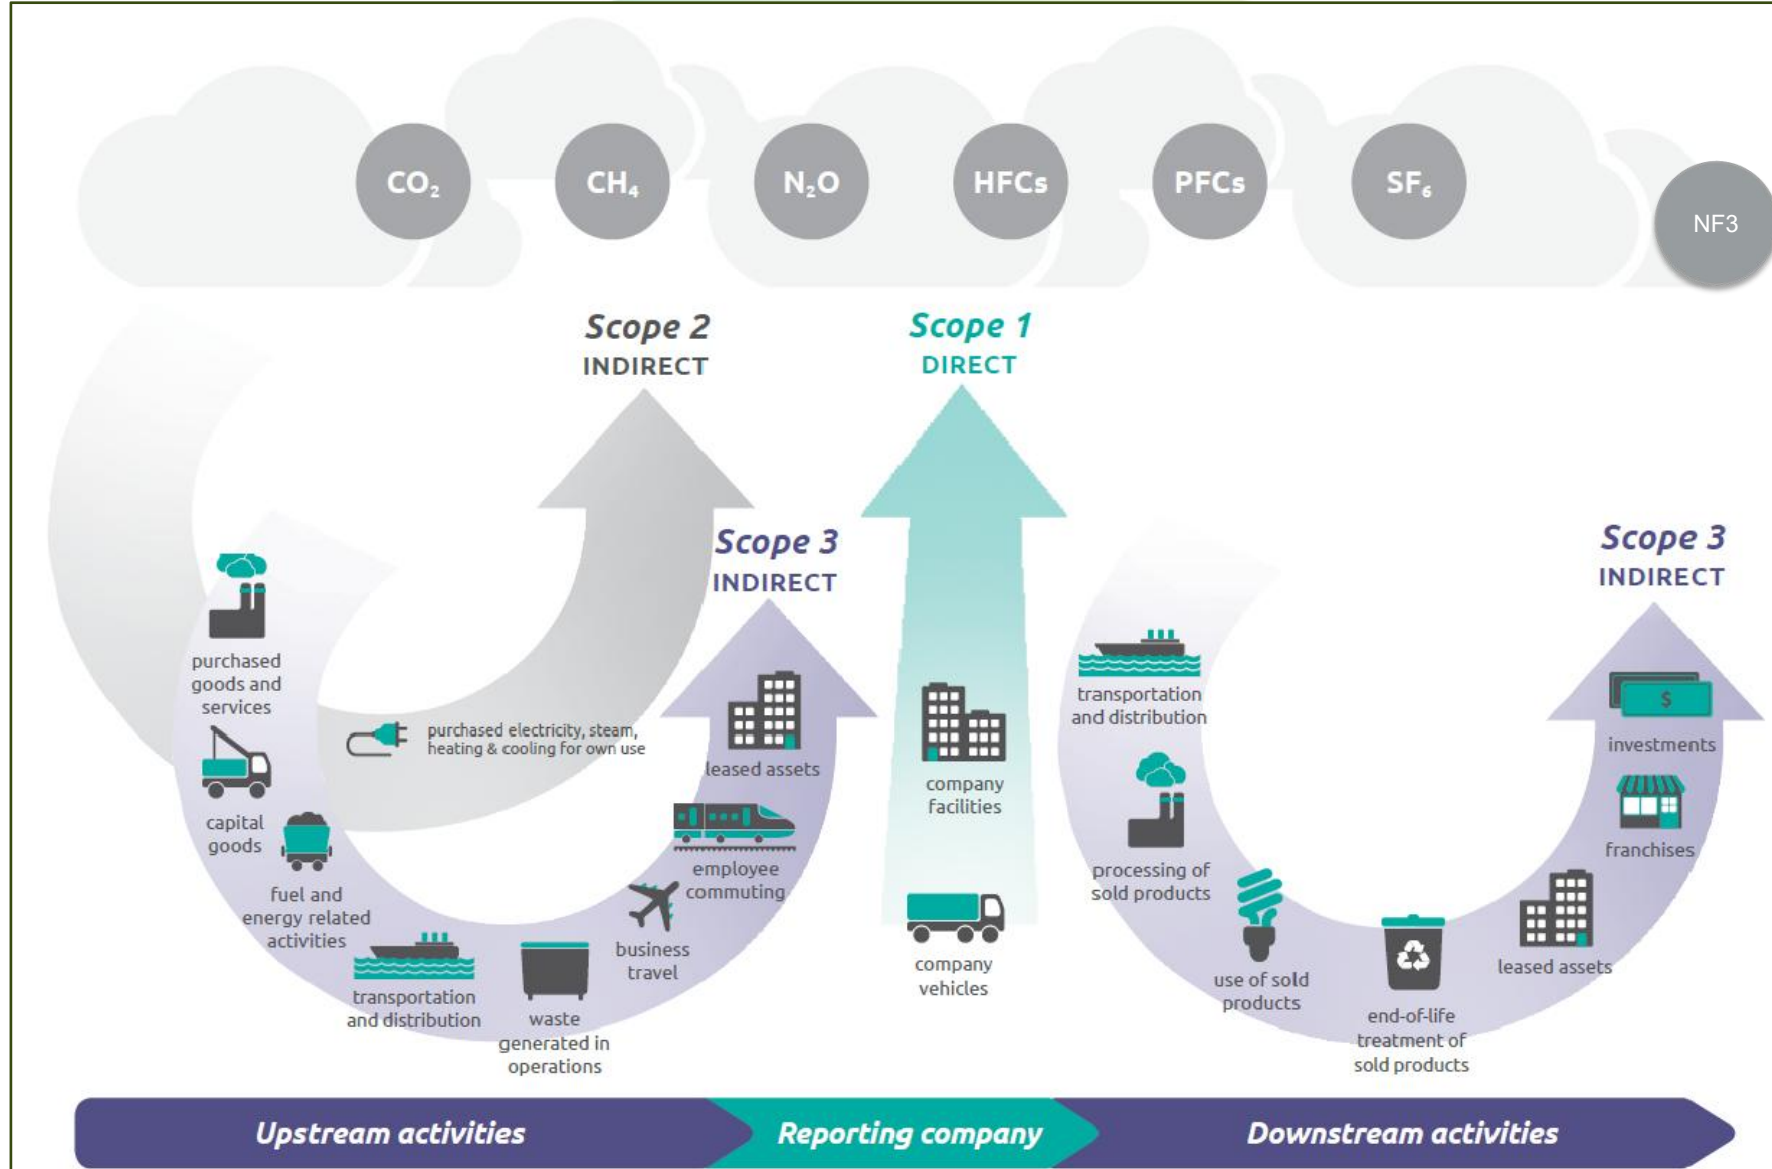 CO₂
CH₄
N₂O
HFCs
PFCs
SF₆
NF3
Scope 2
INDIRECT
Scope 1
DIRECT
Scope 3
INDIRECT
Scope 3
INDIRECT
purchased
goods and
services
capital
goods
fuel and
energy related
activities
transportation
and distribution
waste
generated in
operations
business
travel
employee
commuting
leased assets
purchased electricity, steam,
heating & cooling for own use
company
facilities
company
vehicles
transportation
and distribution
processing of
sold products
use of sold
products
end-of-life
treatment of
sold products
leased assets
franchises
$
investments
Upstream activities
Reporting company
Downstream activities